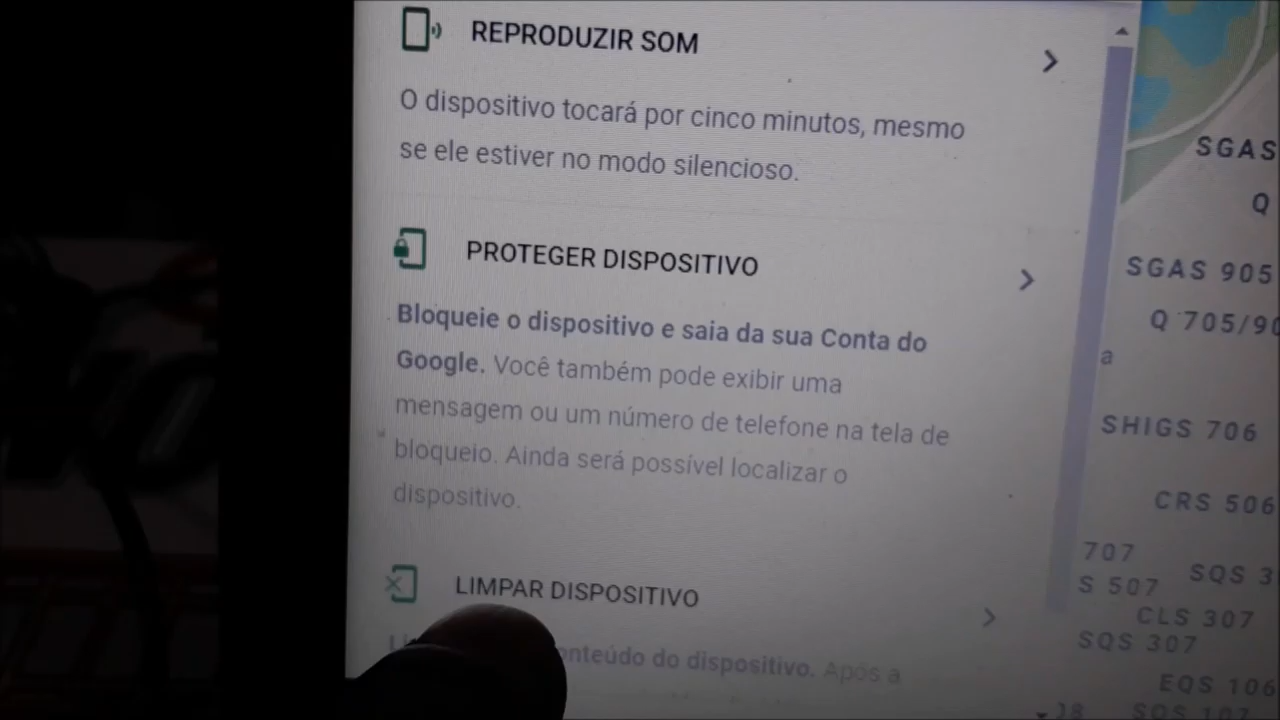 REPRODUZIR SOM
O dispositivo tocará por cinco minutos, mesmo
se ele estiver no modo silencioso.
PROTEGER DISPOSITIVO
Bloqueie o dispositivo e saia da sua Conta do
Google. Você também pode exibir uma
mensagem ou um número de telefone na tela de
bloqueio. Ainda será possível localizar o
dispositivo.
LIMPAR DISPOSITIVO
do dispositivo. Após a
SGAS
Q
SGAS 905
Q 705/90
a
SHIGS 706
CRS 506
707
S 507
SQS 3
CLS 307
SQS 307
EQS 106